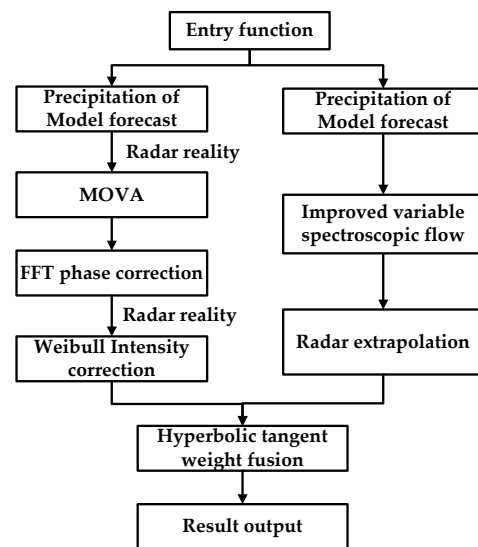 Entry function
Precipitation of
Model forecast
Radar reality
MOVA
FFT phase correction
Radar reality
Weibull Intensity
correction
Precipitation of
Model forecast
Improved variable
spectroscopic flow
Radar extrapolation
Hyperbolic tangent
weight fusion
Result output